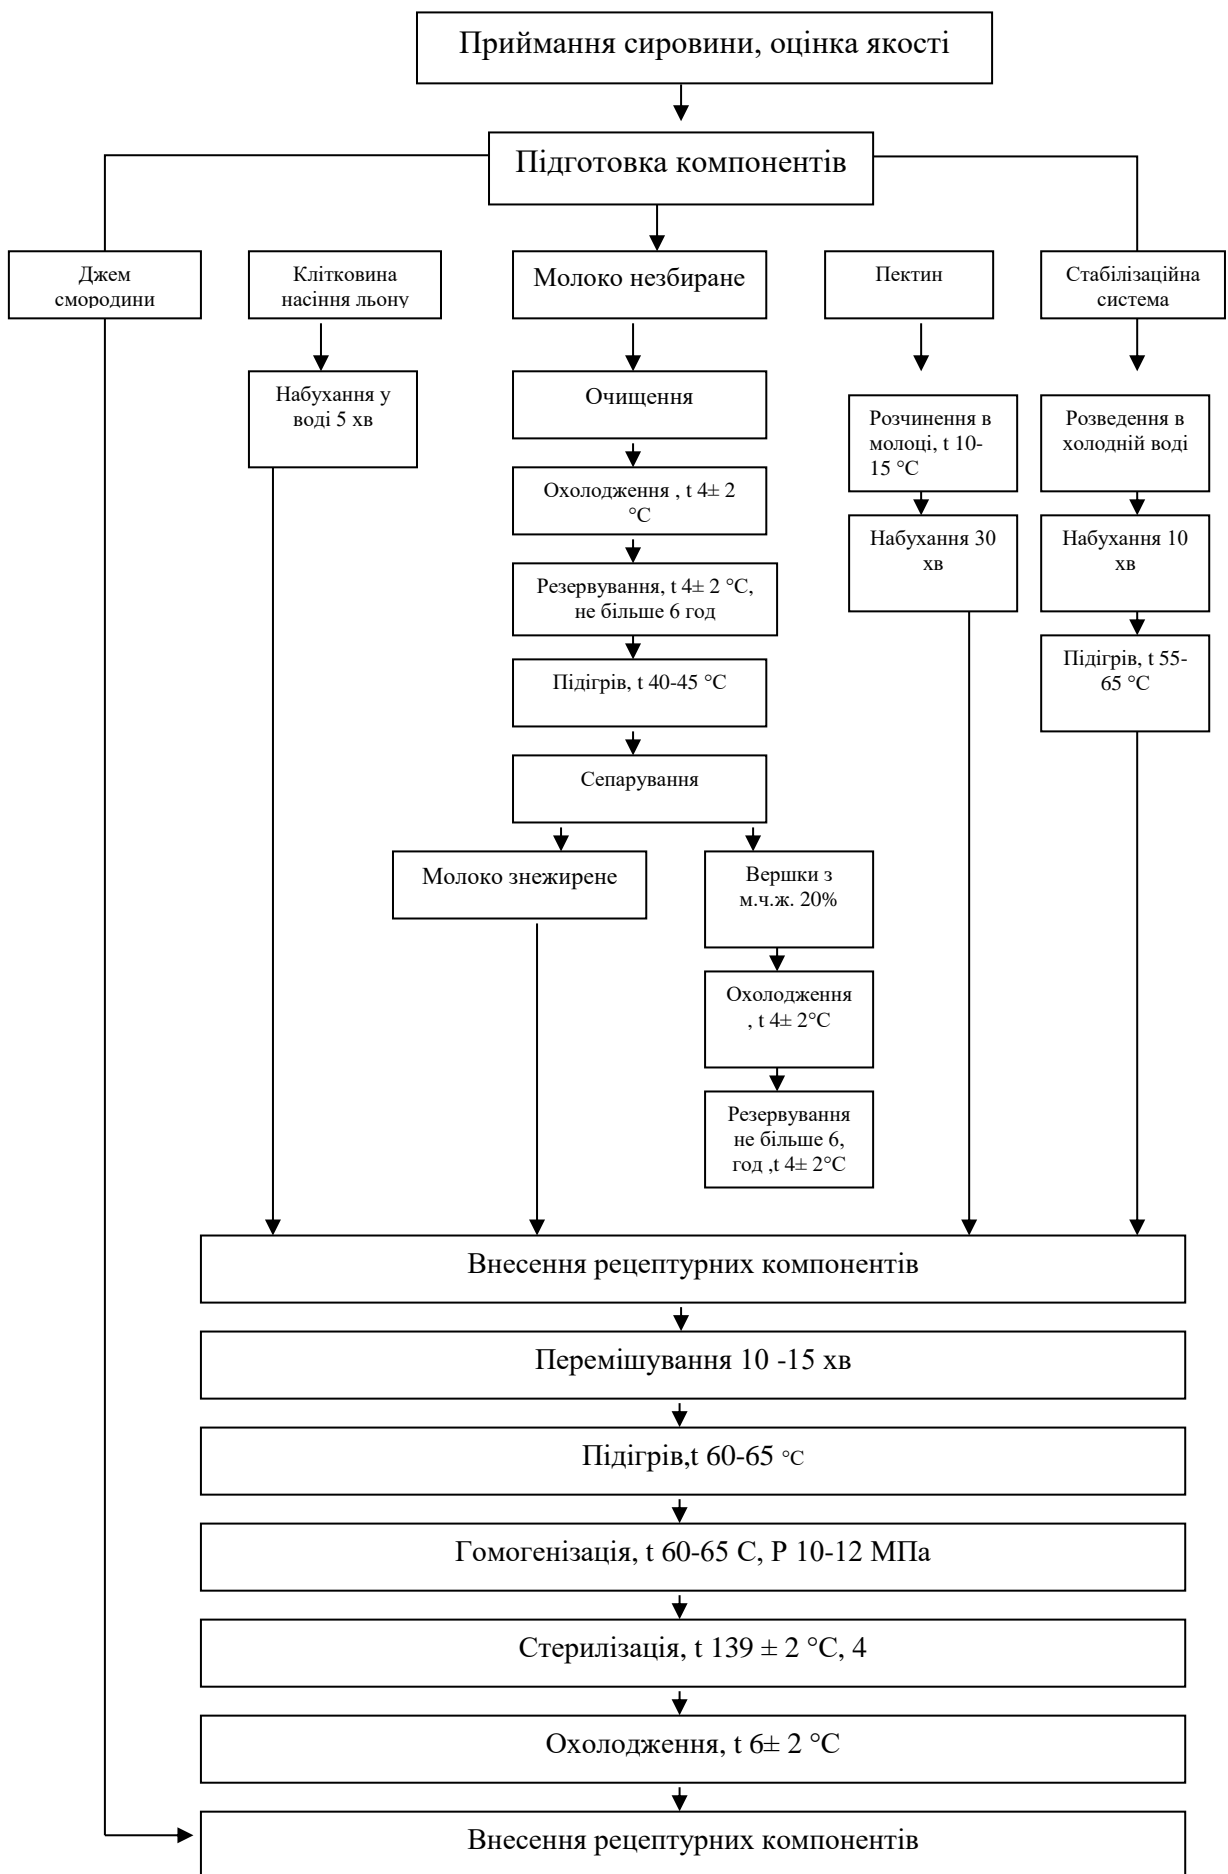 Приймання сировини, оцінка якості
Підготовка компонентів
Джем
смородини
Клітковина
насіння льону
Молоко незбиране
Пектин
Стабілізаційна
система
Набухання у
воді 5 хв
Очищення
Розчинення в
молоці, t 10-
15 °С
Розведення в
холодній воді
Охолодження , t 4± 2
°С
Набухання 30
хв
Набухання 10
хв
Резервування, t 4± 2 °С,
не більше 6 год
Підігрів, t 40-45 °С
Підігрів, t 55-
65 °С
Сепарування
Молоко знежирене
Вершки з
м.ч.ж. 20%
Охолодження
, t 4± 2°С
Резервування
не більше 6,
год ,t 4± 2°С
Внесення рецептурних компонентів
Перемішування 10 -15 хв
Підігрів,t 60-65 °С
Гомогенізація, t 60-65 С, Р 10-12 МПа
Стерилізація, t 139 ± 2 °С, 4
Охолодження, t 6± 2 °С
Внесення рецептурних компонентів